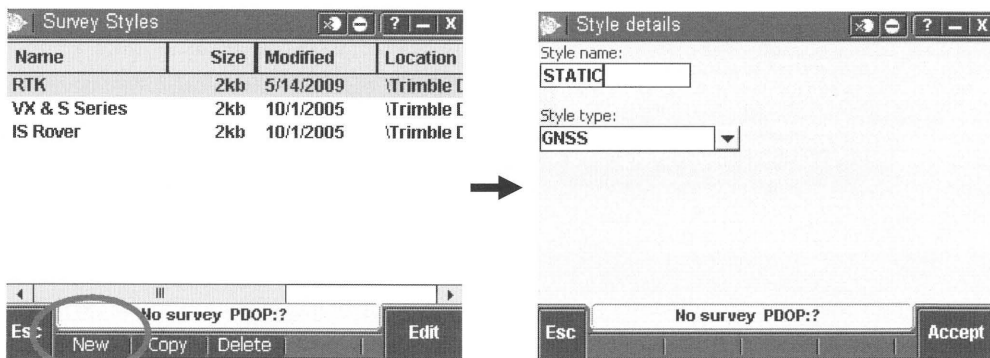 Survey Styles ? – X
Name Size Modified Location
RTK 2kb 5/14/2009 \Trimble D
VX & S Series 2kb 10/1/2005 \Trimble D
IS Rover 2kb 10/1/2005 \Trimble D
No survey PDOP:?
Esc Edit
New Copy Delete
Style details ? – X
Style name:
STATIC
Style type:
GNSS
No survey PDOP:?
Esc Accept